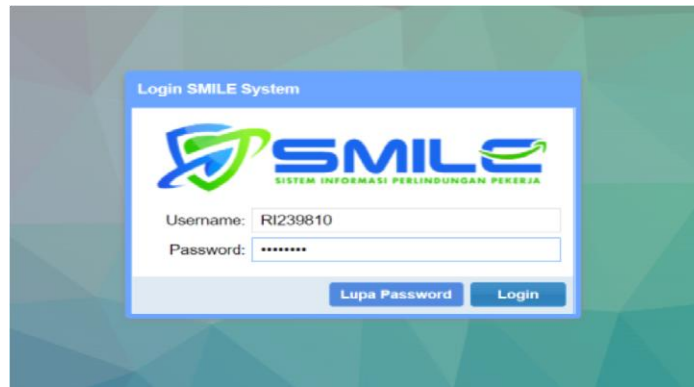 Login SMILE System
SMILE
SISTEM INFORMASI PERLINDUNGAN PEKERJA
Username: RI239810
Password: ••••••••
Lupa Password Login